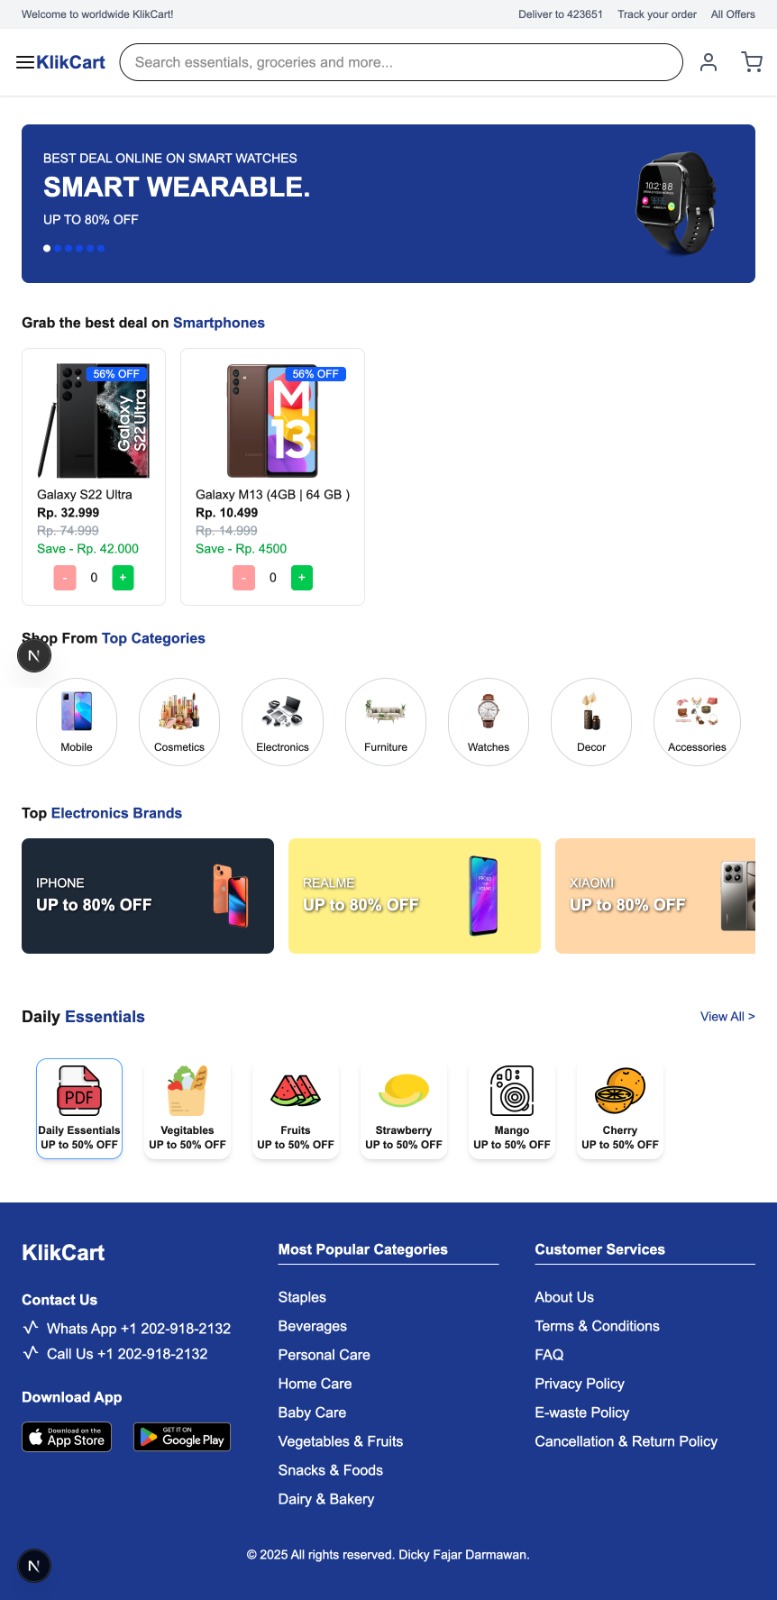 Welcome to worldwide KlikCart!
Deliver to 423651 Track your order All Offers
KlikCart
Search essentials, groceries and more...
BEST DEAL ONLINE ON SMART WATCHES
SMART WEARABLE.
UP TO 80% OFF
Grab the best deal on Smartphones
56% OFF
Galaxy
S22 Ultra
Galaxy S22 Ultra
Rp. 32.999
Rp. 74.999
Save - Rp. 42.000
- 0 +
56% OFF
M
13
Galaxy M13 (4GB | 64 GB )
Rp. 10.499
Rp. 14.999
Save - Rp. 4500
- 0 +
Shop From Top Categories
N
Mobile
Cosmetics
Electronics
Furniture
Watches
Decor
Accessories
Top Electronics Brands
IPHONE
UP to 80% OFF
REALME
UP to 80% OFF
XIAOMI
UP to 80% OFF
Daily Essentials
View All >
PDF
Daily Essentials
UP to 50% OFF
Vegitables
UP to 50% OFF
Fruits
UP to 50% OFF
Strawberry
UP to 50% OFF
Mango
UP to 50% OFF
Cherry
UP to 50% OFF
KlikCart
Contact Us
Whats App +1 202-918-2132
Call Us +1 202-918-2132
Download App
Download on the
App Store
GET IT ON
Google Play
Most Popular Categories
Staples
Beverages
Personal Care
Home Care
Baby Care
Vegetables & Fruits
Snacks & Foods
Dairy & Bakery
Customer Services
About Us
Terms & Conditions
FAQ
Privacy Policy
E-waste Policy
Cancellation & Return Policy
© 2025 All rights reserved. Dicky Fajar Darmawan.
N